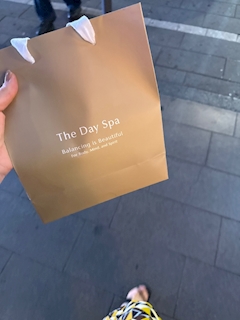 The Day Spa
Balancing is Beautiful